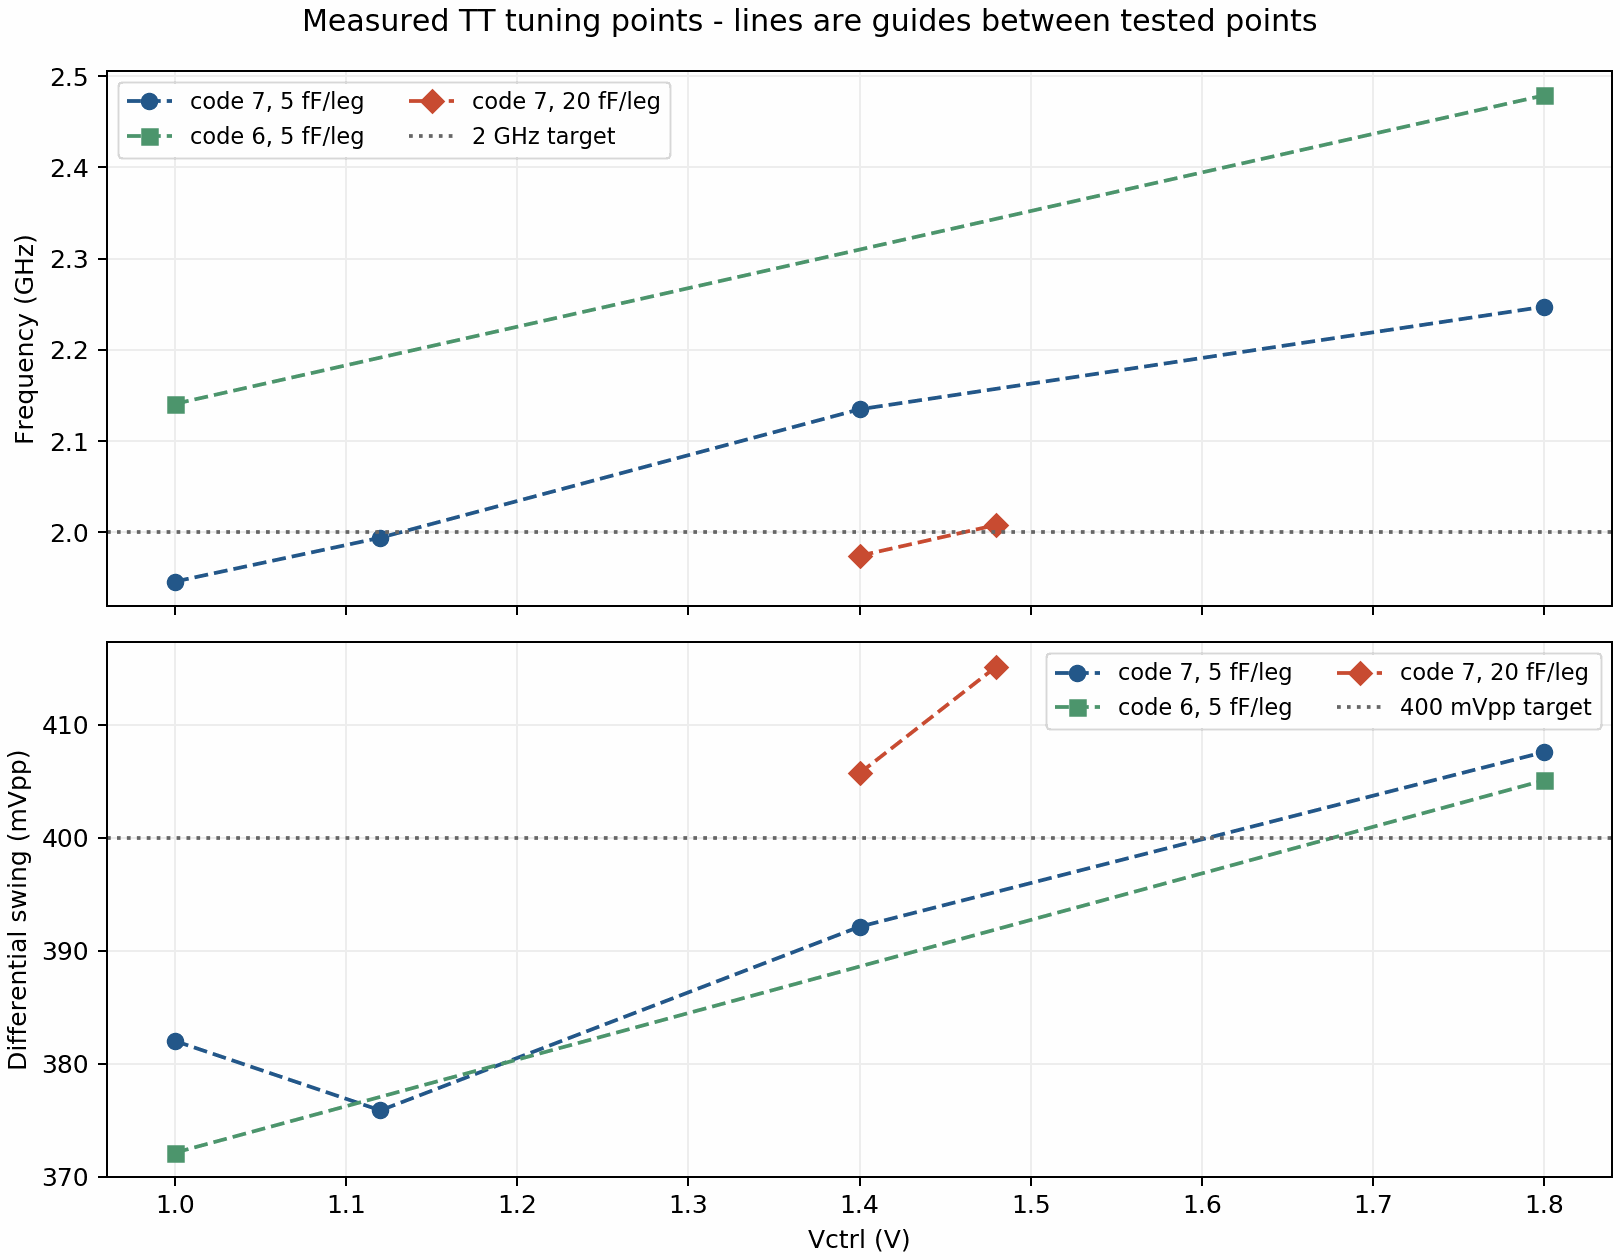 Measured TT tuning points - lines are guides between tested points
code 7, 5 fF/leg
code 6, 5 fF/leg
code 7, 20 fF/leg
2 GHz target
Frequency (GHz)
2.5
2.4
2.3
2.2
2.1
2.0
code 7, 5 fF/leg
code 6, 5 fF/leg
code 7, 20 fF/leg
400 mVpp target
Differential swing (mVpp)
410
400
390
380
370
1.0 1.1 1.2 1.3 1.4 1.5 1.6 1.7 1.8
Vctrl (V)